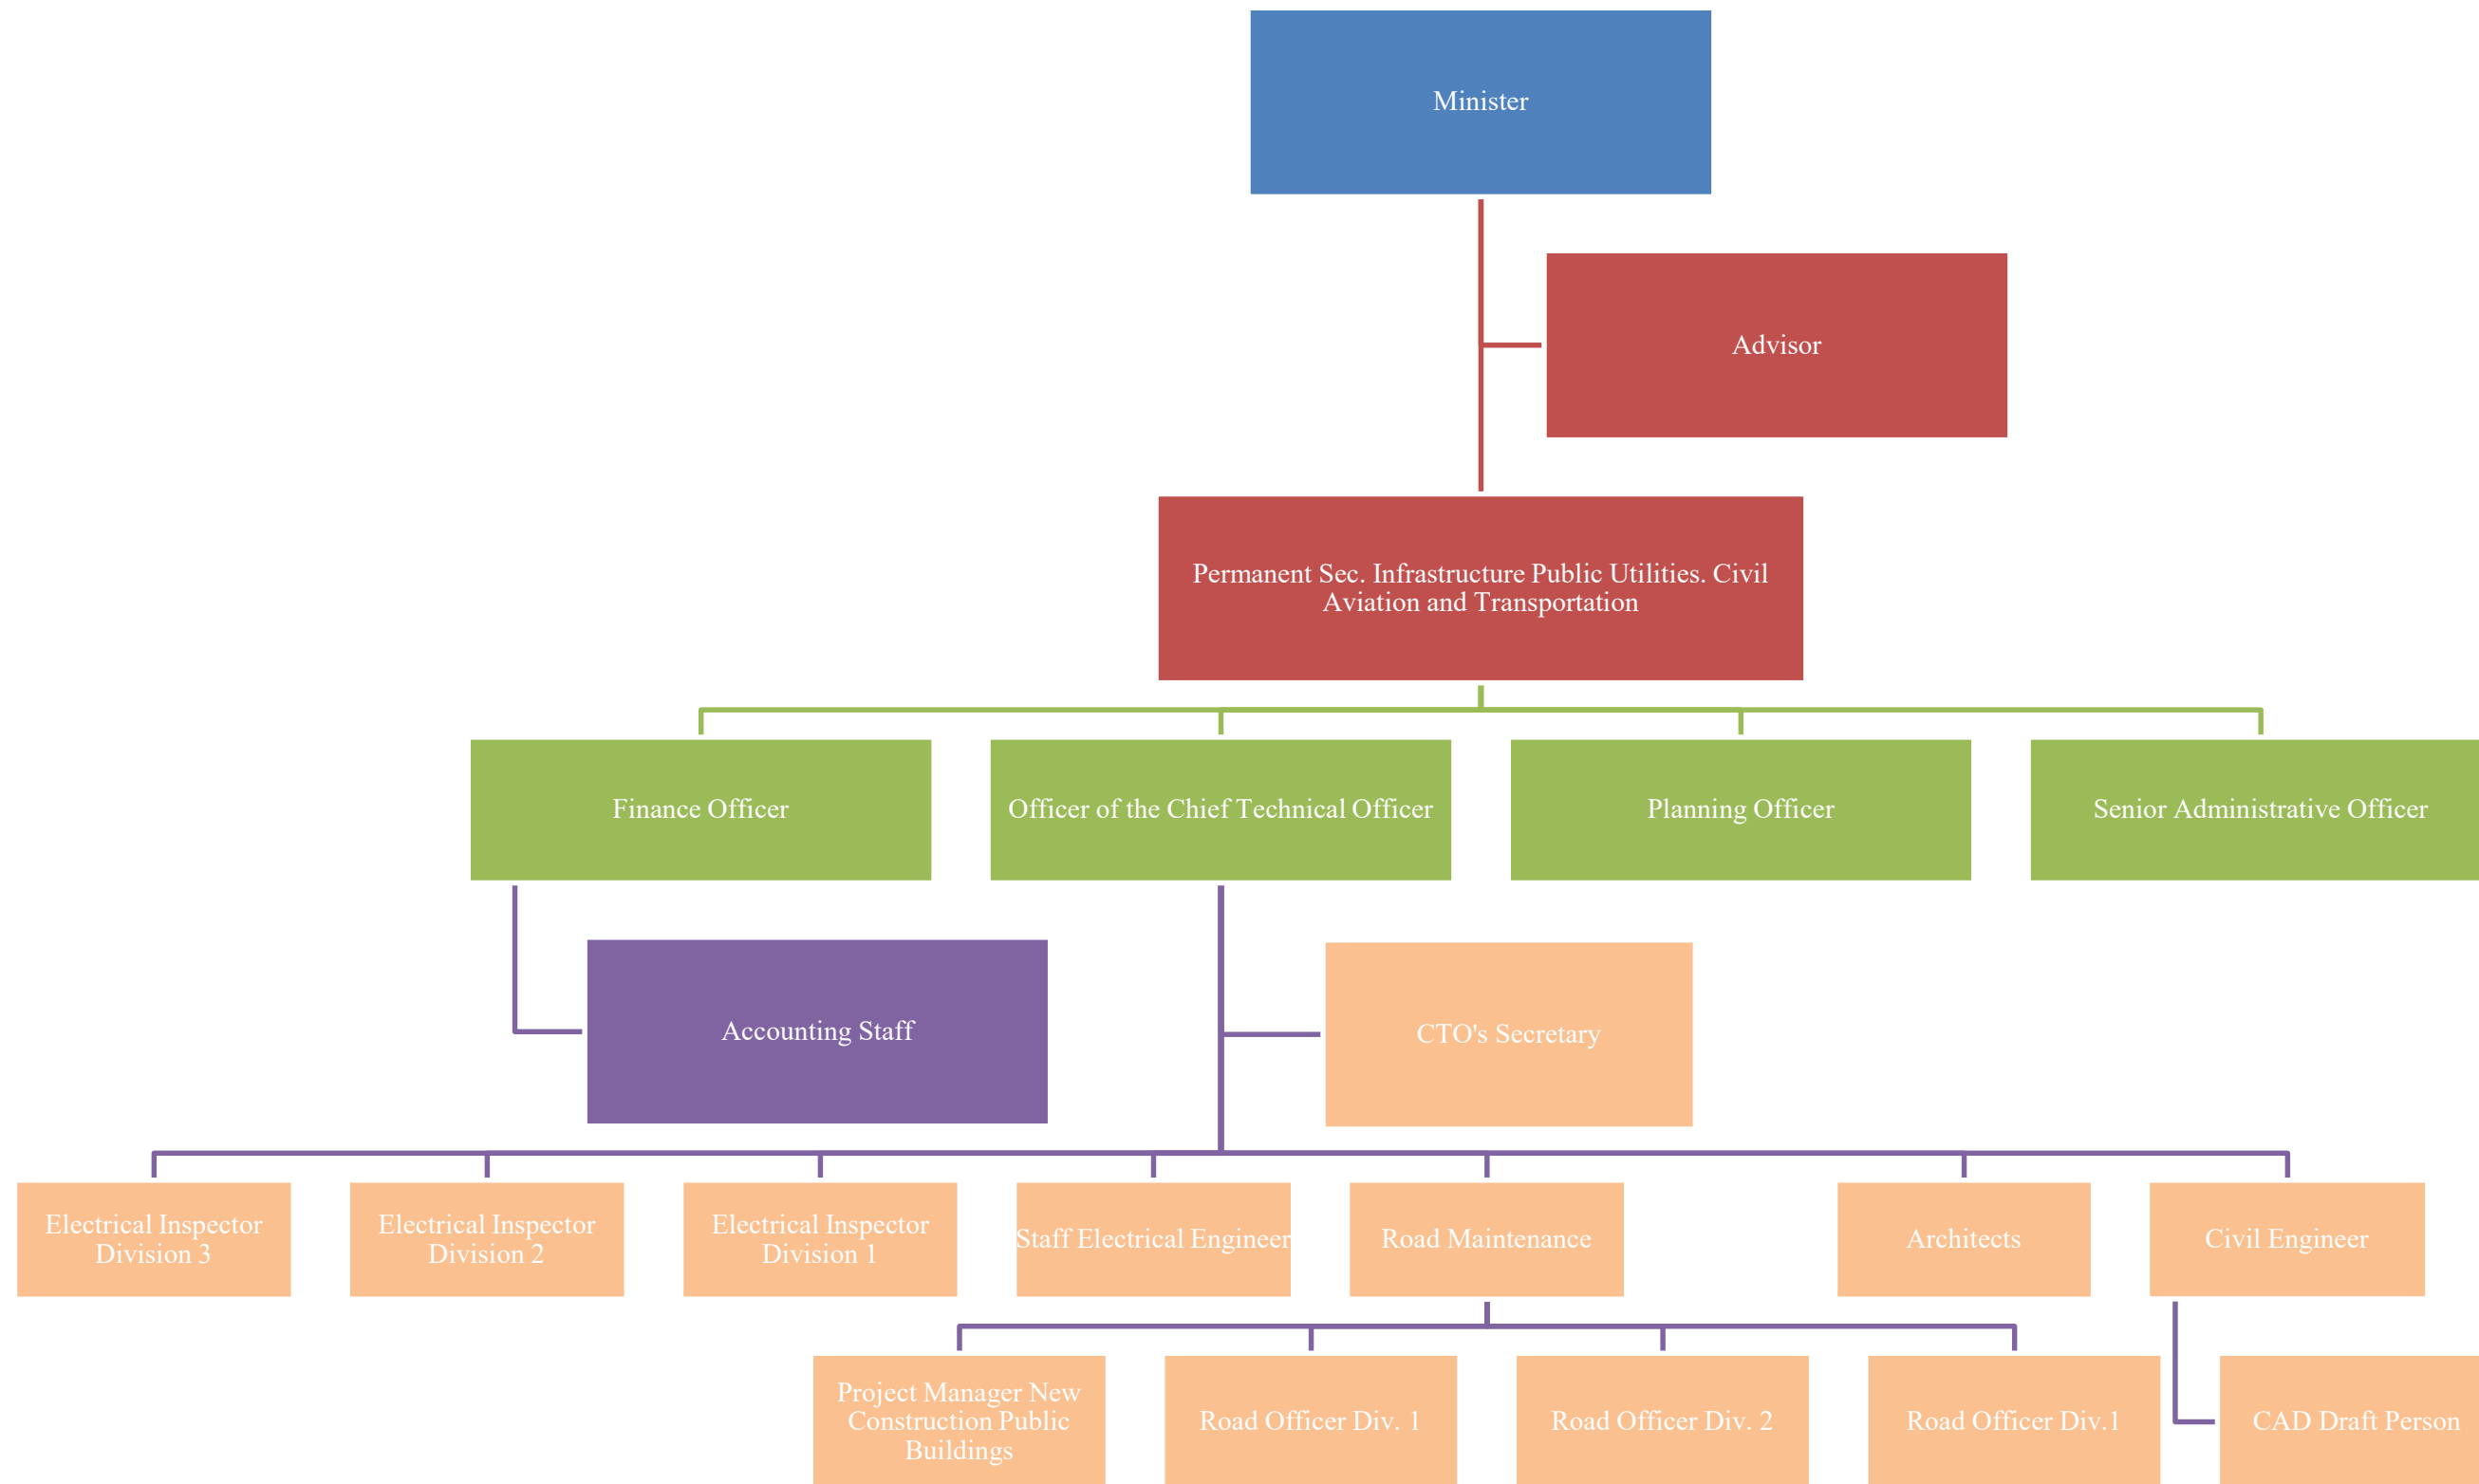 Minister
Advisor
Permanent Sec. Infrastructure Public Utilities. Civil
Aviation and Transportation
Finance Officer
Officer of the Chief Technical Officer
Planning Officer
Senior Administrative Officer
Accounting Staff
CTO's Secretary
Electrical Inspector
Division 3
Electrical Inspector
Division 2
Electrical Inspector
Division 1
Staff Electrical Engineer
Road Maintenance
Architects
Civil Engineer
Project Manager New
Construction Public
Buildings
Road Officer Div. 1
Road Officer Div. 2
Road Officer Div.1
CAD Draft Person